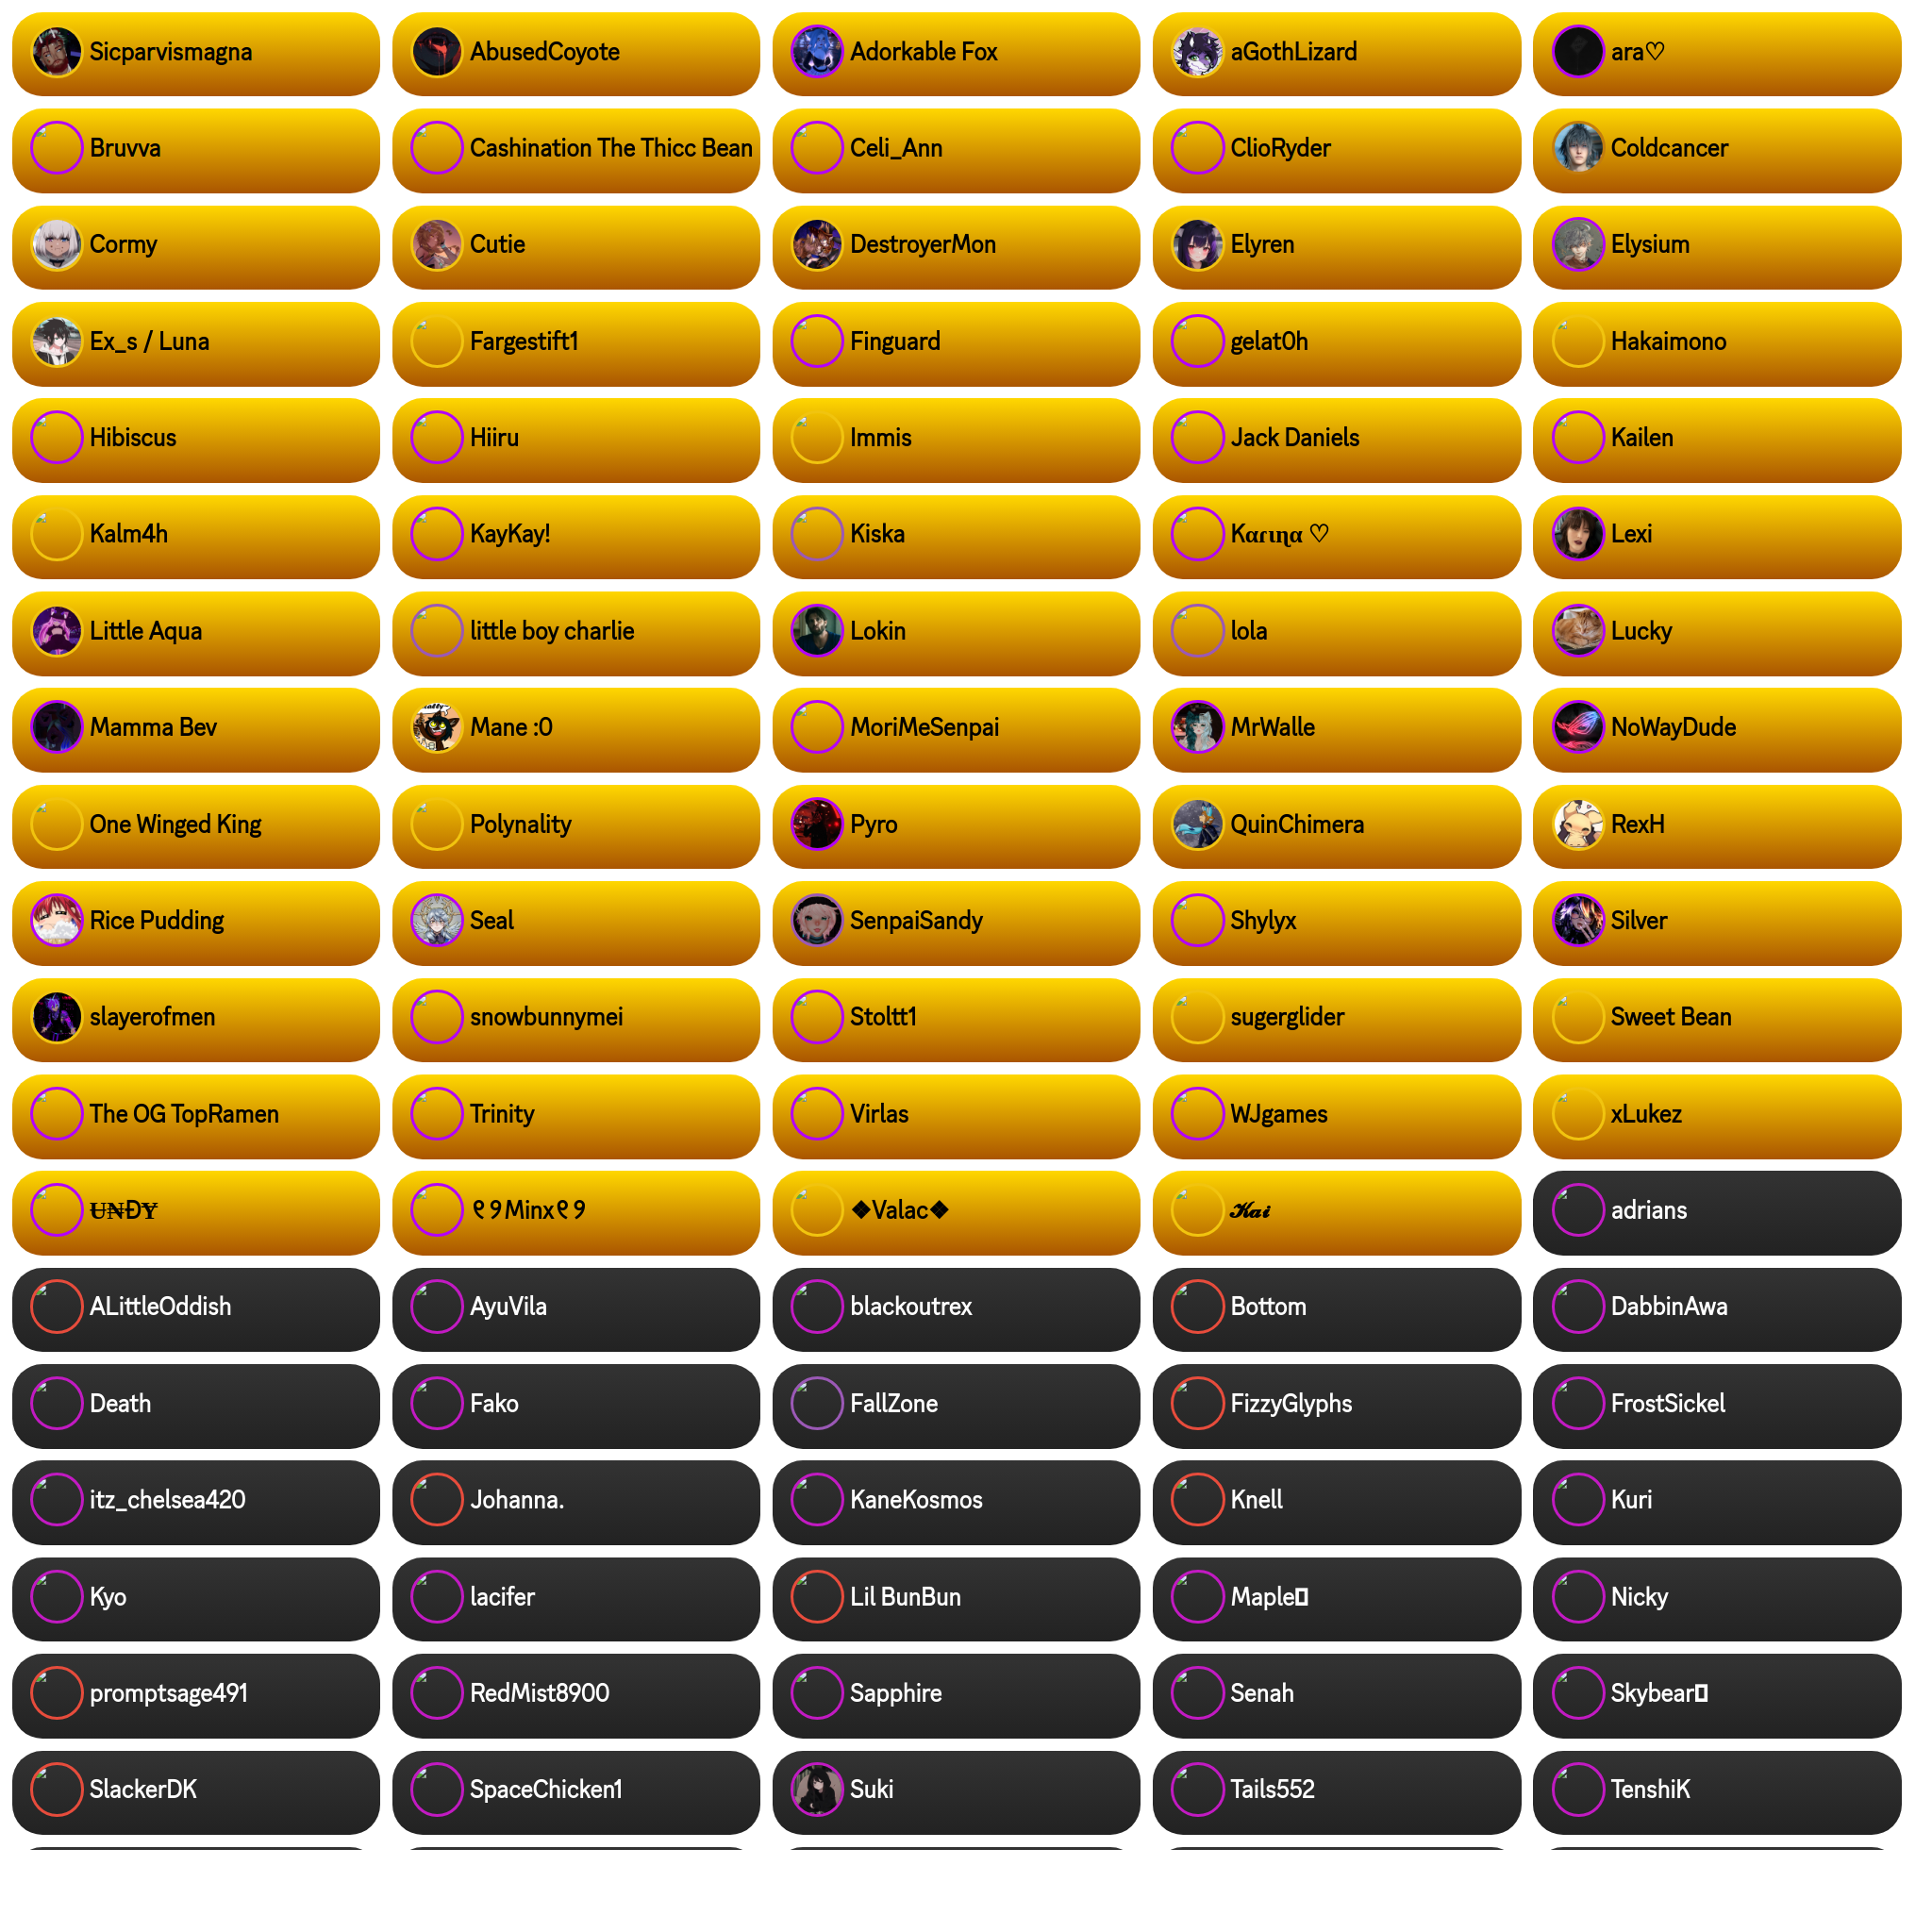 Sicparvismagna
AbusedCoyote
Adorkable Fox
aGothLizard
ara♡
Bruvva
Cashination The Thicc Bean
Celi_Ann
ClioRyder
Coldcancer
Cormy
Cutie
DestroyerMon
Elyren
Elysium
Ex_s / Luna
Fargestift1
Finguard
gelat0h
Hakaimono
Hibiscus
Hiiru
Immis
Jack Daniels
Kailen
Kalm4h
KayKay!
Kiska
Kαɾιɳα ♡
Lexi
Little Aqua
little boy charlie
Lokin
lola
Lucky
Mamma Bev
Mane :0
MoriMeSenpai
MrWalle
NoWayDude
One Winged King
Polynality
Pyro
QuinChimera
RexH
Rice Pudding
Seal
SenpaiSandy
Shylyx
Silver
slayerofmen
snowbunnymei
Stoltt1
sugerglider
Sweet Bean
The OG TopRamen
Trinity
Virlas
WJgames
xLukez
Ʉ₦ĐɎ
୧୨Minx୧୨
❖Valac❖
𝓚𝓪𝓲
adrians
ALittleOddish
AyuVila
blackoutrex
Bottom
DabbinAwa
Death
Fako
FallZone
FizzyGlyphs
FrostSickel
itz_chelsea420
Johanna.
KaneKosmos
Knell
Kuri
Kyo
lacifer
Lil BunBun
Maple
Nicky
promptsage491
RedMist8900
Sapphire
Senah
Skybear
SlackerDK
SpaceChicken1
Suki
Tails552
TenshiK